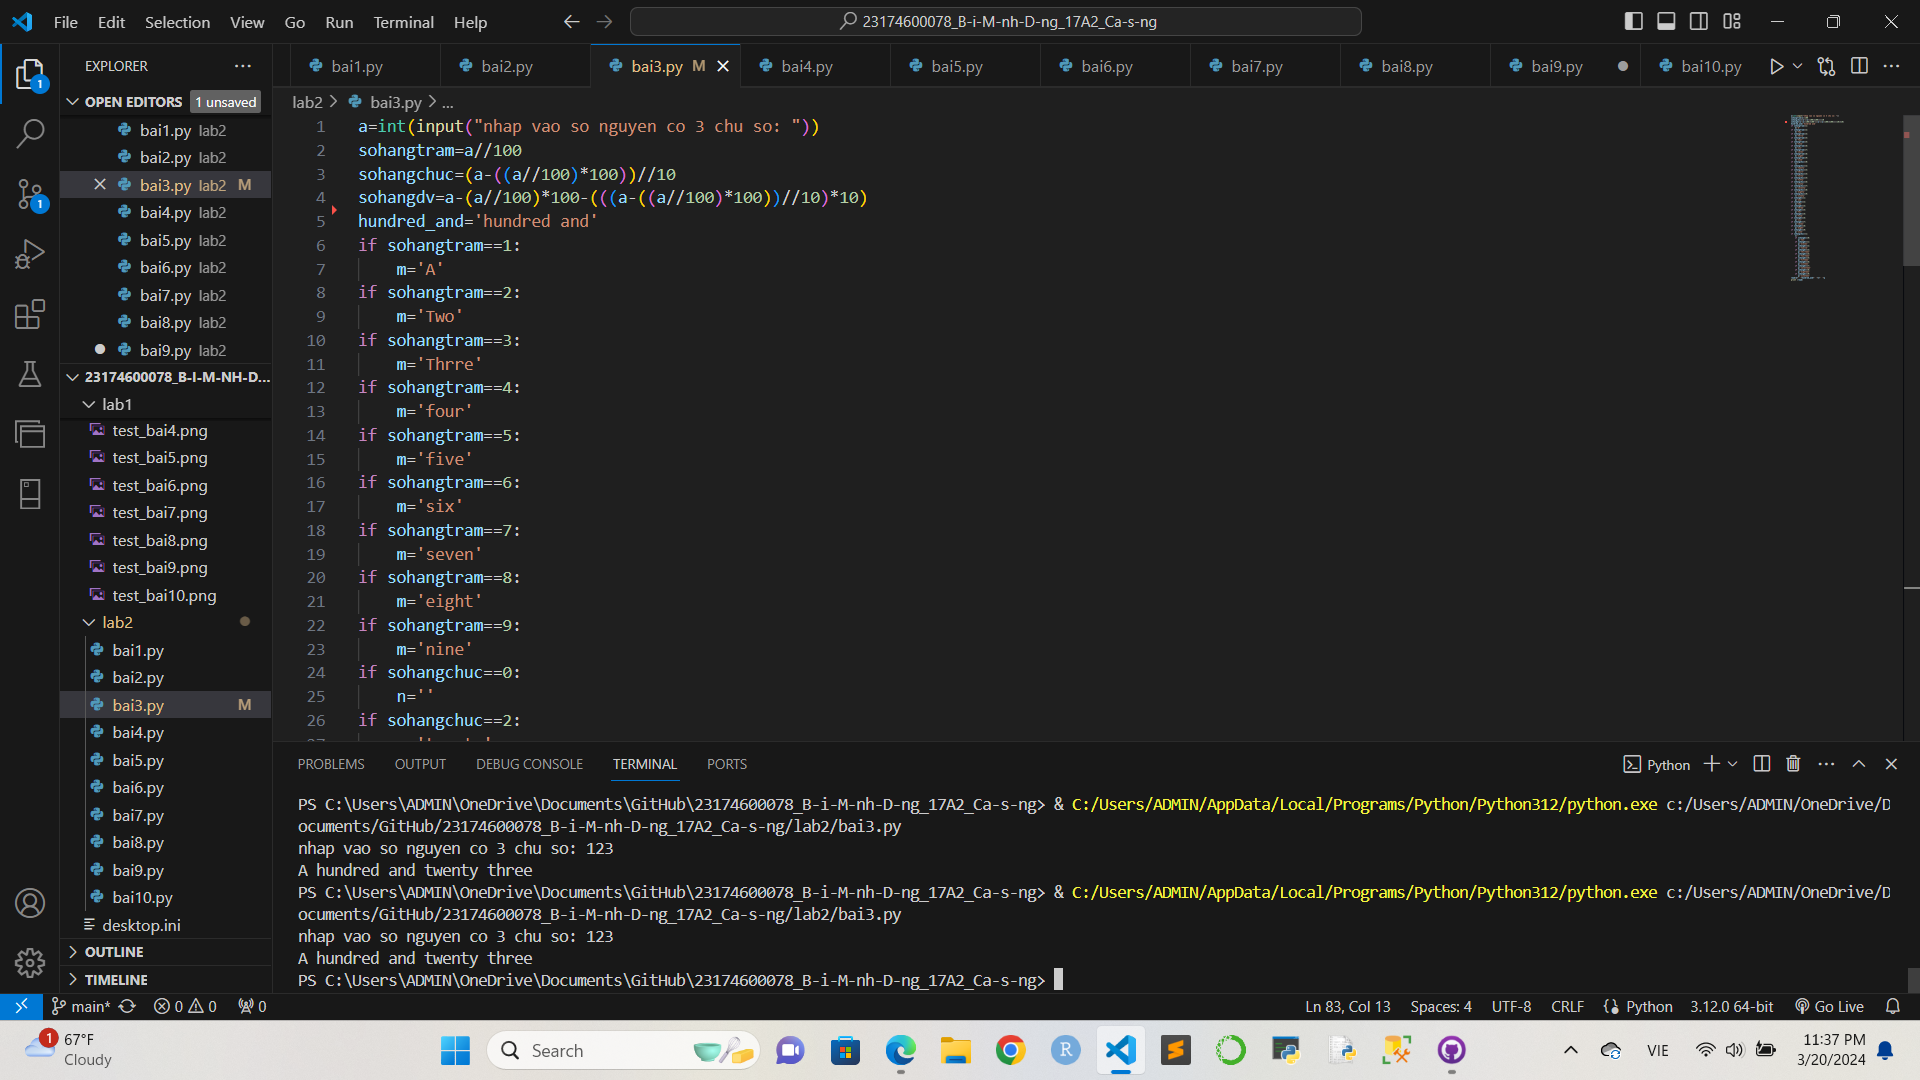 File Edit Selection View Go Run Terminal Help
23174600078_B-i-M-nh-D-ng_17A2_Ca-s-ng
EXPLORER
bai1.py bai2.py bai3.py M bai4.py bai5.py bai6.py bai7.py bai8.py bai9.py bai10.py
OPEN EDITORS 1 unsaved
bai1.py lab2
bai2.py lab2
bai3.py lab2 M
bai4.py lab2
bai5.py lab2
bai6.py lab2
bai7.py lab2
bai8.py lab2
bai9.py lab2
23174600078_B-I-M-NH-D...
lab1
test_bai4.png
test_bai5.png
test_bai6.png
test_bai7.png
test_bai8.png
test_bai9.png
test_bai10.png
lab2
bai1.py
bai2.py
bai3.py M
bai4.py
bai5.py
bai6.py
bai7.py
bai8.py
bai9.py
bai10.py
desktop.ini
OUTLINE
TIMELINE
1
1
lab2 > bai3.py > ...
1 a=int(input("nhap vao so nguyen co 3 chu so: "))
2 sohangtram=a//100
3 sohangchuc=(a-((a//100)*100))//10
4 sohangdv=a-(a//100)*100-(((a-((a//100)*100))//10)*10)
5 hundred_and='hundred and'
6 if sohangtram==1:
7 m='A'
8 if sohangtram==2:
9 m='Two'
10 if sohangtram==3:
11 m='Thrre'
12 if sohangtram==4:
13 m='four'
14 if sohangtram==5:
15 m='five'
16 if sohangtram==6:
17 m='six'
18 if sohangtram==7:
19 m='seven'
20 if sohangtram==8:
21 m='eight'
22 if sohangtram==9:
23 m='nine'
24 if sohangchuc==0:
25 n=''
26 if sohangchuc==2:
PROBLEMS OUTPUT DEBUG CONSOLE TERMINAL PORTS
Python
PS C:\Users\ADMIN\OneDrive\Documents\GitHub\23174600078_B-i-M-nh-D-ng_17A2_Ca-s-ng> & C:/Users/ADMIN/AppData/Local/Programs/Python/Python312/python.exe c:/Users/ADMIN/OneDrive/D
ocuments/GitHub/23174600078_B-i-M-nh-D-ng_17A2_Ca-s-ng/lab2/bai3.py
nhap vao so nguyen co 3 chu so: 123
A hundred and twenty three
PS C:\Users\ADMIN\OneDrive\Documents\GitHub\23174600078_B-i-M-nh-D-ng_17A2_Ca-s-ng> & C:/Users/ADMIN/AppData/Local/Programs/Python/Python312/python.exe c:/Users/ADMIN/OneDrive/D
ocuments/GitHub/23174600078_B-i-M-nh-D-ng_17A2_Ca-s-ng/lab2/bai3.py
nhap vao so nguyen co 3 chu so: 123
A hundred and twenty three
PS C:\Users\ADMIN\OneDrive\Documents\GitHub\23174600078_B-i-M-nh-D-ng_17A2_Ca-s-ng>
main* 0 0 0 Ln 83, Col 13 Spaces: 4 UTF-8 CRLF Python 3.12.0 64-bit Go Live
1
67°F
Cloudy
Search
R
VIE
11:37 PM
3/20/2024